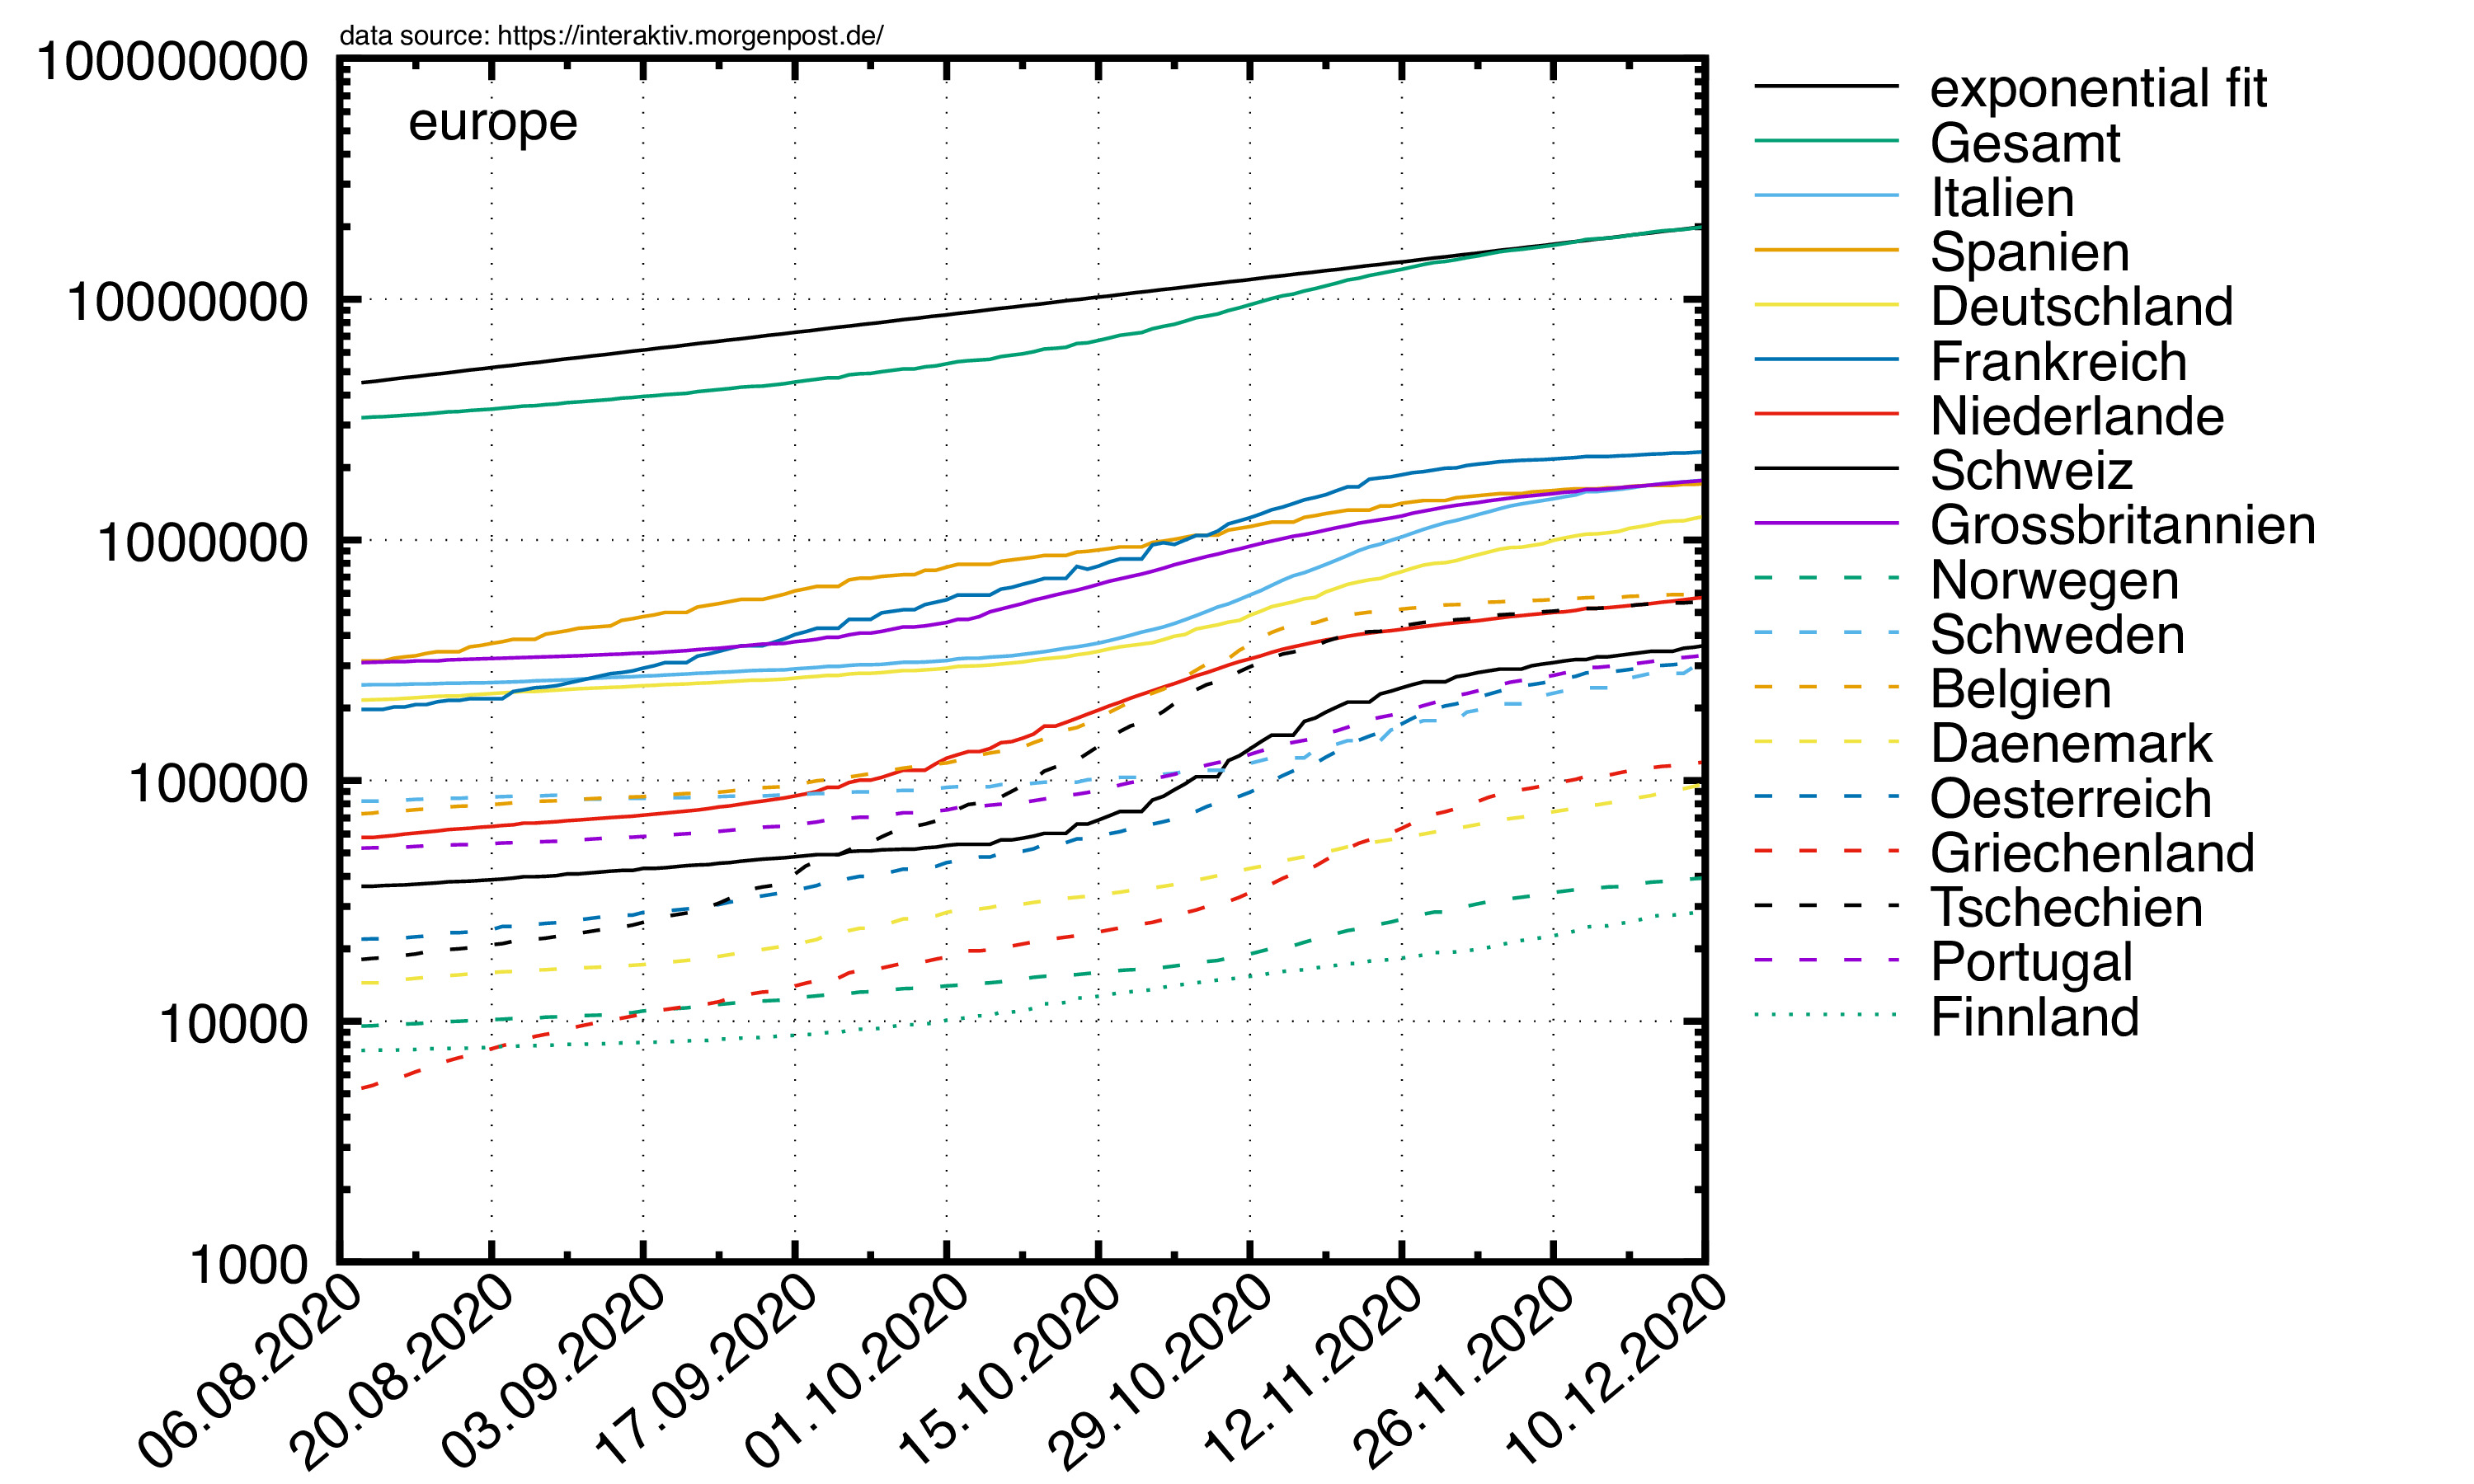 data source: https://interaktiv.morgenpost.de/
europe
100000000
10000000
1000000
100000
10000
1000
06.08.2020
20.08.2020
03.09.2020
17.09.2020
01.10.2020
15.10.2020
29.10.2020
12.11.2020
26.11.2020
10.12.2020
exponential fit
Gesamt
Italien
Spanien
Deutschland
Frankreich
Niederlande
Schweiz
Grossbritannien
Norwegen
Schweden
Belgien
Daenemark
Oesterreich
Griechenland
Tschechien
Portugal
Finnland